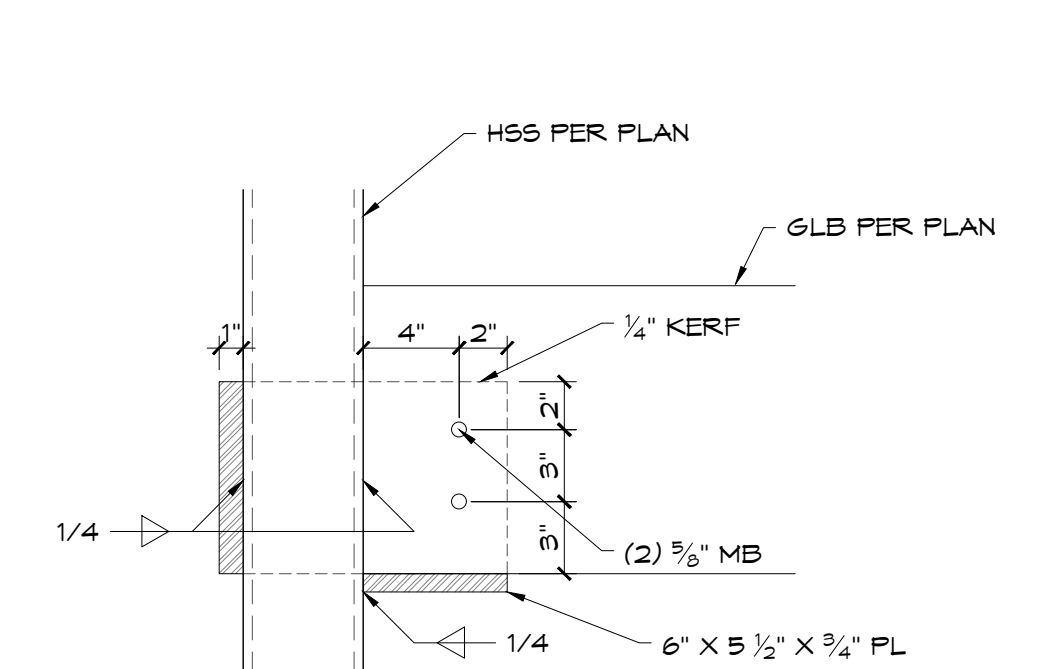 HSS PER PLAN
GLB PER PLAN
1/4" KERF
1"
4"
2"
2"
3"
3"
1/4
(2) 5/8" MB
1/4
6" X 5 1/2" X 3/4" PL